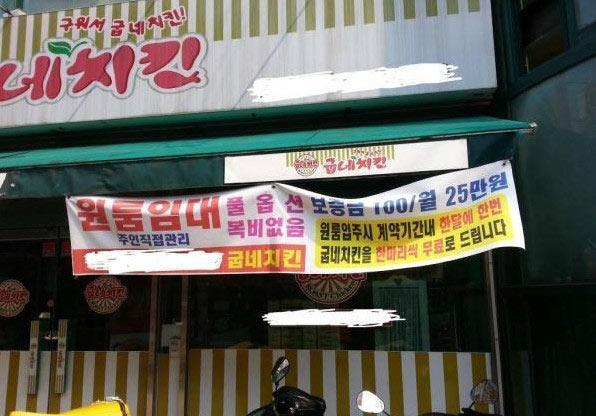 구워서 굽네치킨!
네치킨
굽네치킨
원룸임대 풀옵션 보증금 100/월 25만원
주인직접관리 복비없음
원룸입주시 계약기간내 한달에 한번
굽네치킨 굽네치킨을 한마리씩 무료로 드립니다